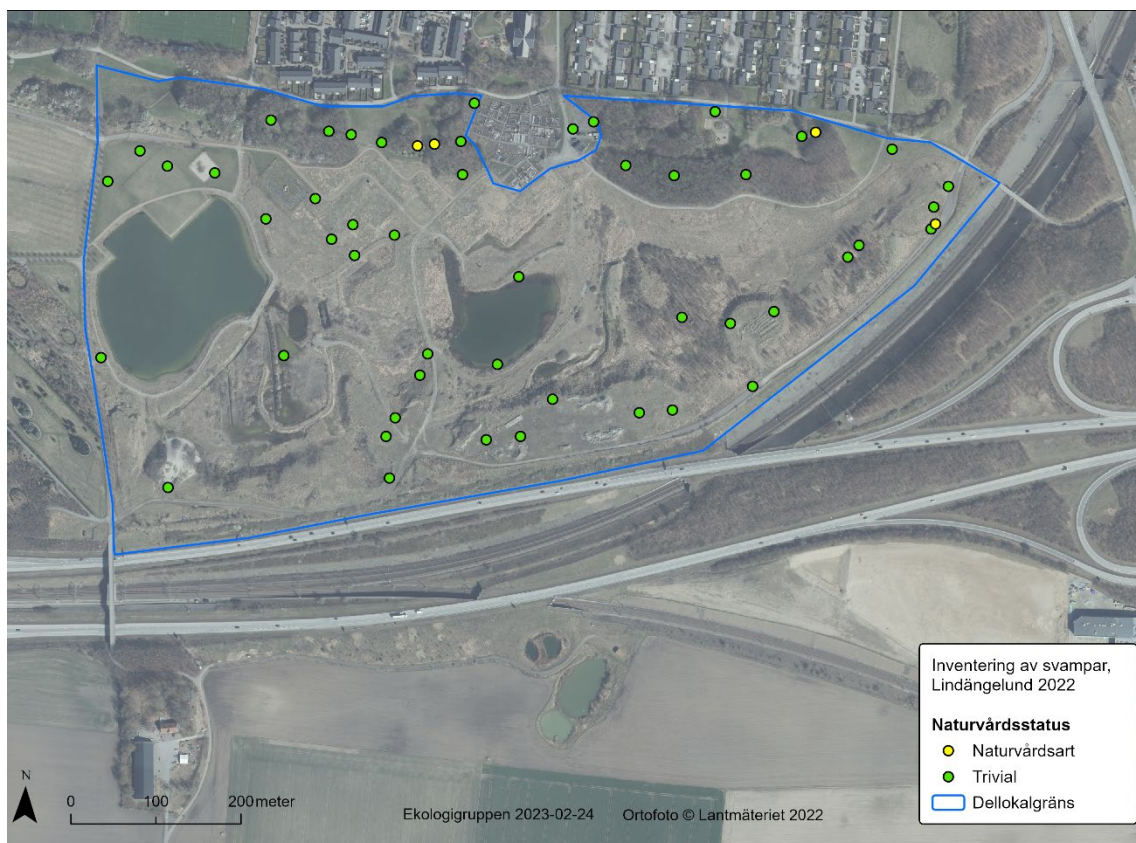 Inventering av svampar,
Lindängelund 2022
Naturvårdsstatus
Naturvårdsart
Trivial
Dellokalgräns
N
0 100 200 meter
Ekologigruppen 2023-02-24 Ortofoto © Lantmäteriet 2022